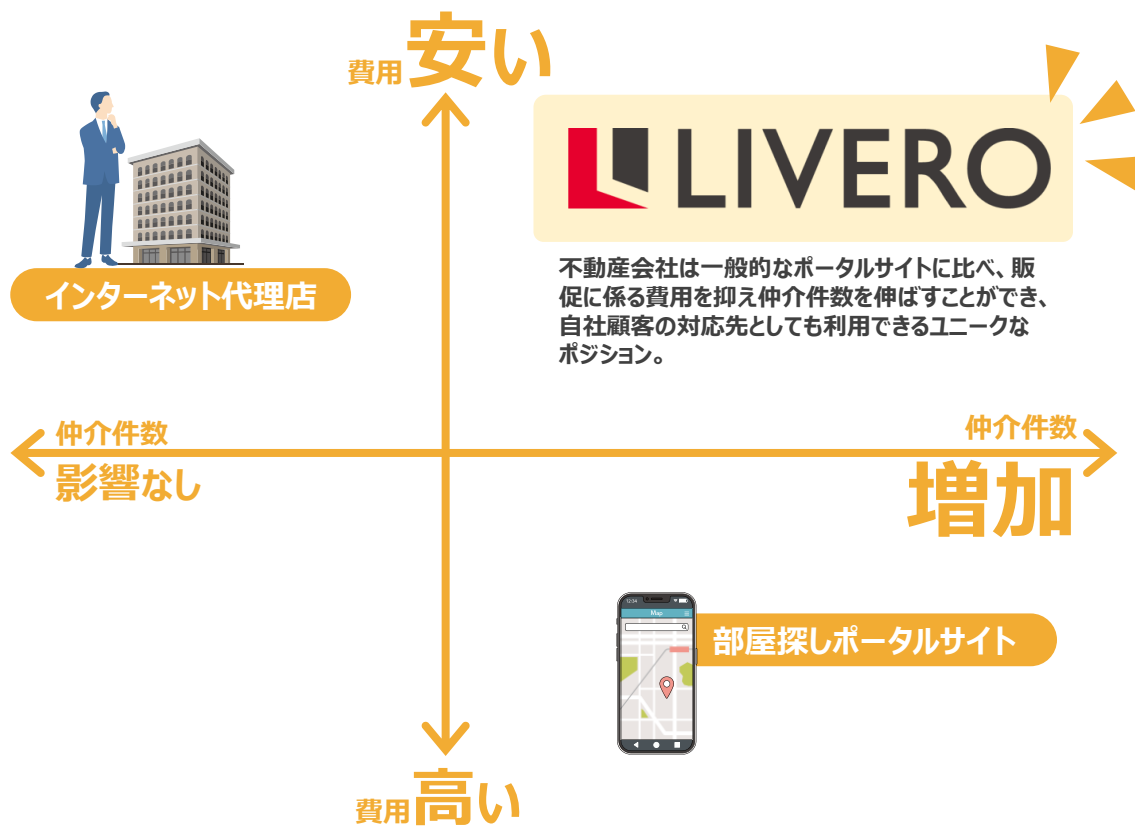 費用安い
LIVERO
インターネット代理店
不動産会社は一般的なポータルサイトに比べ、販
促に係る費用を抑え仲介件数を伸ばすことができ、
自社顧客の対応先としても利用できるユニークな
ポジション。
仲介件数
影響なし
仲介件数
増加
12:04
Map
部屋探しポータルサイト
費用高い